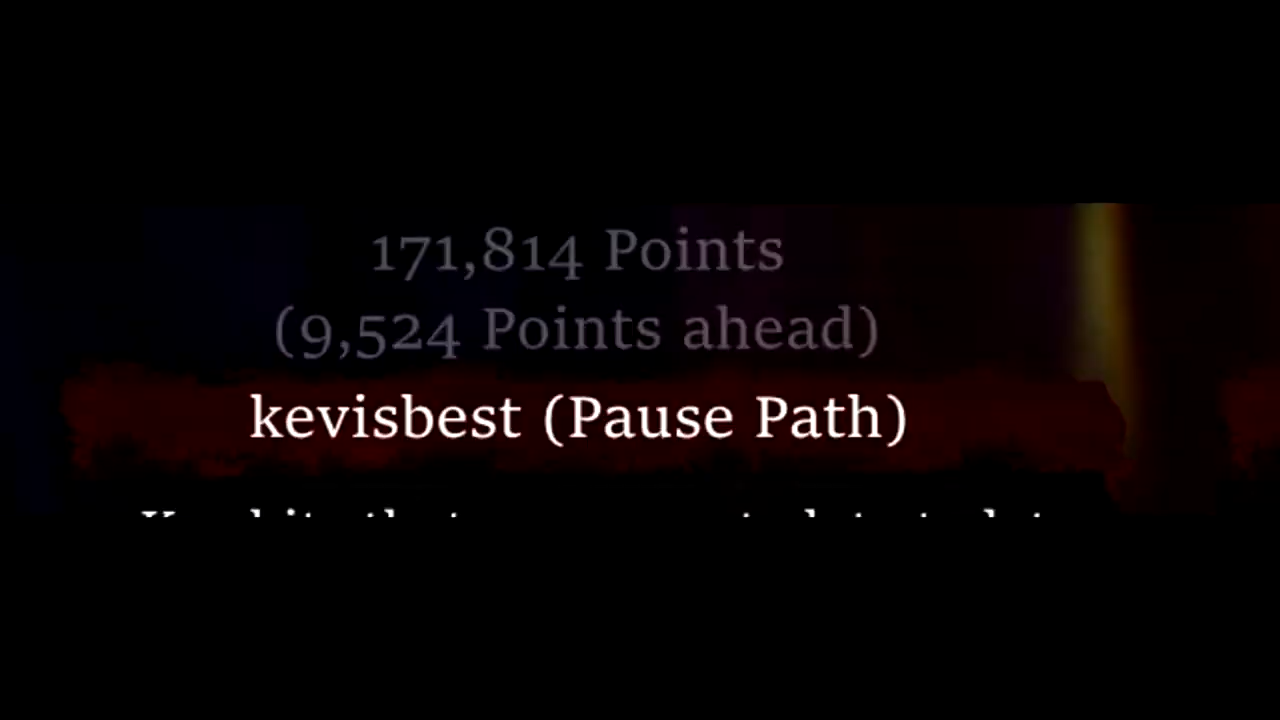 171,814 Points
(9,524 Points ahead)
kevisbest (Pause Path)